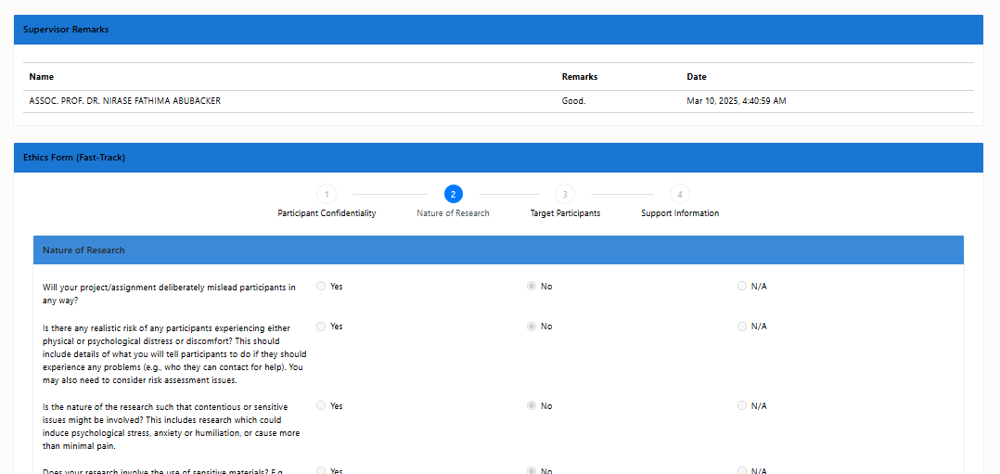 Supervisor Remarks
Name Remarks Date
ASSOC. PROF. DR. NIRASE FATHIMA ABUBACKER Good. Mar 10, 2025, 4:40:59 AM
Ethics Form (Fast-Track)
1 2 3 4
Participant Confidentiality Nature of Research Target Participants Support Information
Nature of Research
Will your project/assignment deliberately mislead participants in Yes No N/A
any way?
Is there any realistic risk of any participants experiencing either Yes No N/A
physical or psychological distress or discomfort? This should
include details of what you will tell participants to do if they should
experience any problems (e.g., who they can contact for help). You
may also need to consider risk assessment issues.
Is the nature of the research such that contentious or sensitive Yes No N/A
issues might be involved? This includes research which could
induce psychological stress, anxiety or humiliation, or cause more
than minimal pain.
Does your research involve the use of sensitive materials? E.g. Yes No N/A